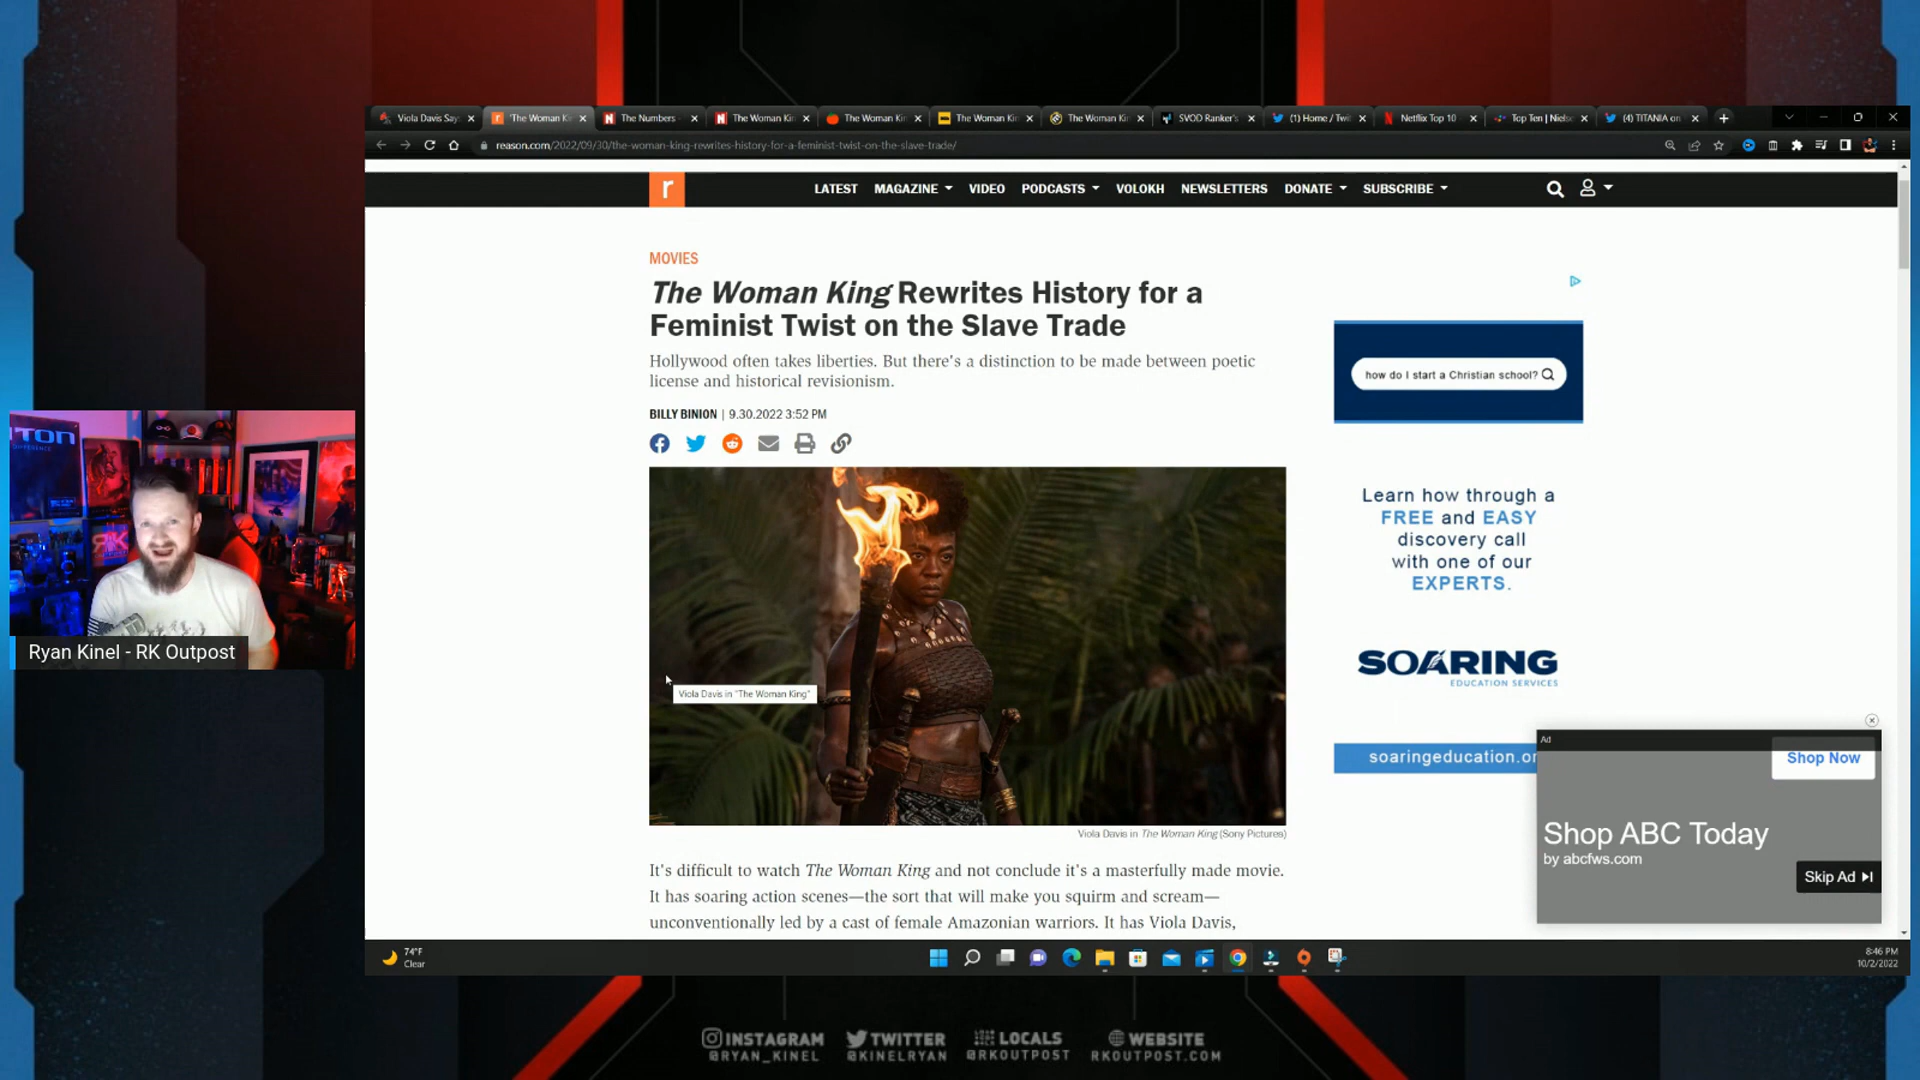 Viola Davis Say
'The Woman Ki
The Numbers -
The Woman Kin
The Woman Kin
The Woman Kin
The Woman Kin
SVOD Ranker's
(1) Home / Twit
Netflix Top 10 -
Top Ten | Niels
(4) TITANIA on
reason.com/2022/09/30/the-woman-king-rewrites-history-for-a-feminist-twist-on-the-slave-trade/
r
LATEST
MAGAZINE
VIDEO
PODCASTS
VOLOKH
NEWSLETTERS
DONATE
SUBSCRIBE
MOVIES
The Woman King Rewrites History for a
Feminist Twist on the Slave Trade
Hollywood often takes liberties. But there's a distinction to be made between poetic
license and historical revisionism.
BILLY BINION | 9.30.2022 3:52 PM
Viola Davis in "The Woman King"
Viola Davis in The Woman King (Sony Pictures)
It's difficult to watch The Woman King and not conclude it's a masterfully made movie.
It has soaring action scenes—the sort that will make you squirm and scream—
unconventionally led by a cast of female Amazonian warriors. It has Viola Davis,
how do I start a Christian school?
Learn how through a
FREE and EASY
discovery call
with one of our
EXPERTS.
SOARING
EDUCATION SERVICES
soaringeducation.or
Ad
Shop Now
Shop ABC Today
by abcfws.com
Skip Ad
TON
RK
Ryan Kinel - RK Outpost
74°F
Clear
8:46 PM
10/2/2022
INSTAGRAM
@RYAN_KINEL
TWITTER
@KINELRYAN
LOCALS
@RKOUTPOST
WEBSITE
RKOUTPOST.COM